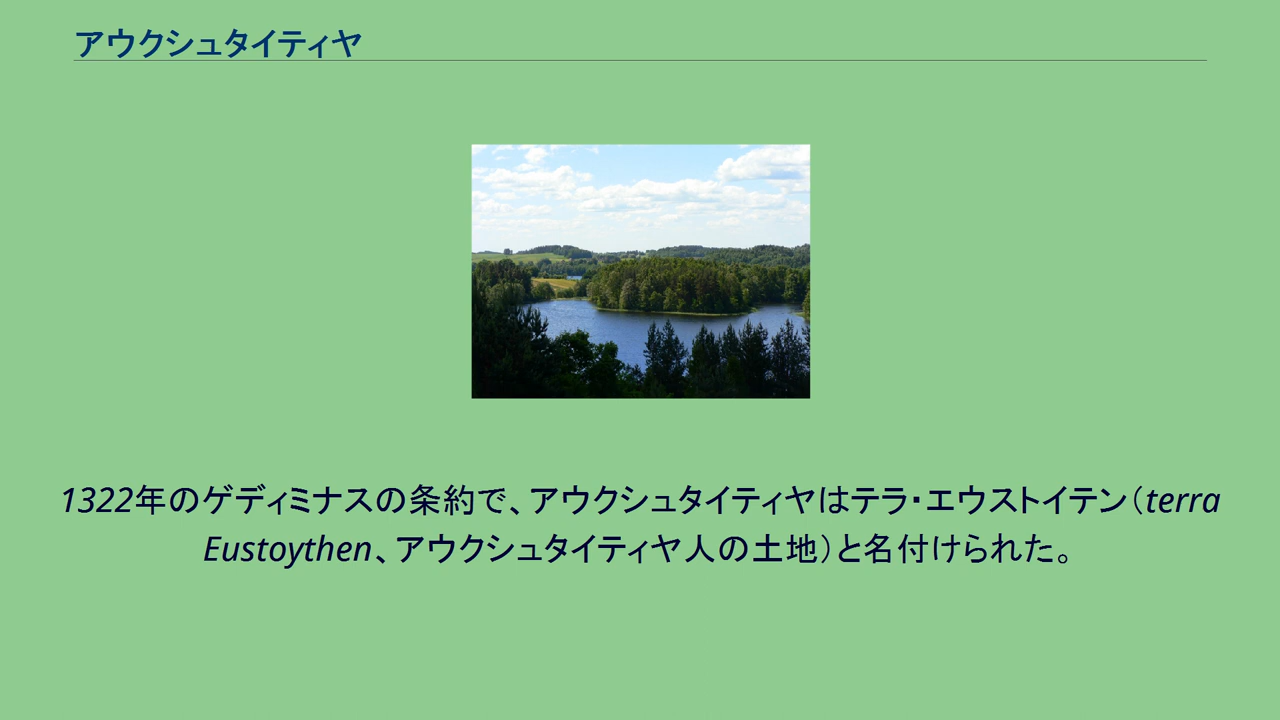 アウクシュタイティヤ
1322年のゲディミナスの条約で、アウクシュタイティヤはテラ・エウストイテン（terra
Eustoythen、アウクシュタイティヤ人の土地）と名付けられた。